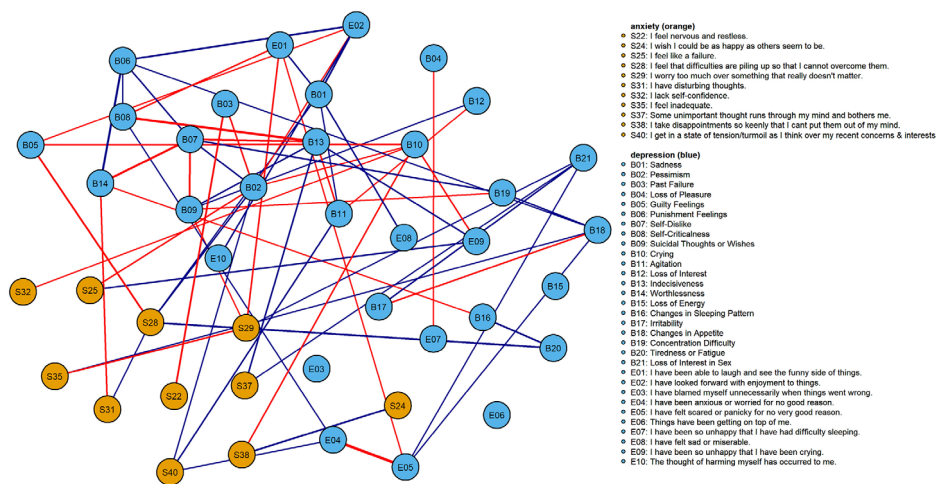 E02
E01
B04
B06
B01
B12
B03
B08
B07
B13
B10
B05
B21
B14
B02
B19
B09
B11
B18
E08
E09
E10
B15
S32
S25
B17
B16
S28
S29
E07
B20
E03
S35
S37
S22
S24
S31
E06
E04
S38
E05
S40
anxiety (orange)
S22: I feel nervous and restless.
S24: I wish I could be as happy as others seem to be.
S25: I feel like a failure.
S28: I feel that difficulties are piling up so that I cannot overcome them.
S29: I worry too much over something that really doesn't matter.
S31: I have disturbing thoughts.
S32: I lack self-confidence.
S35: I feel inadequate.
S37: Some unimportant thought runs through my mind and bothers me.
S38: I take disappointments so keenly that I cant put them out of my mind.
S40: I get in a state of tension/turmoil as I think over my recent concerns & interests
depression (blue)
B01: Sadness
B02: Pessimism
B03: Past Failure
B04: Loss of Pleasure
B05: Guilty Feelings
B06: Punishment Feelings
B07: Self-Dislike
B08: Self-Criticalness
B09: Suicidal Thoughts or Wishes
B10: Crying
B11: Agitation
B12: Loss of Interest
B13: Indecisiveness
B14: Worthlessness
B15: Loss of Energy
B16: Changes in Sleeping Pattern
B17: Irritability
B18: Changes in Appetite
B19: Concentration Difficulty
B20: Tiredness or Fatigue
B21: Loss of Interest in Sex
E01: I have been able to laugh and see the funny side of things.
E02: I have looked forward with enjoyment to things.
E03: I have blamed myself unnecessarily when things went wrong.
E04: I have been anxious or worried for no good reason.
E05: I have felt scared or panicky for no very good reason.
E06: Things have been getting on top of me.
E07: I have been so unhappy that I have had difficulty sleeping.
E08: I have felt sad or miserable.
E09: I have been so unhappy that I have been crying.
E10: The thought of harming myself has occurred to me.